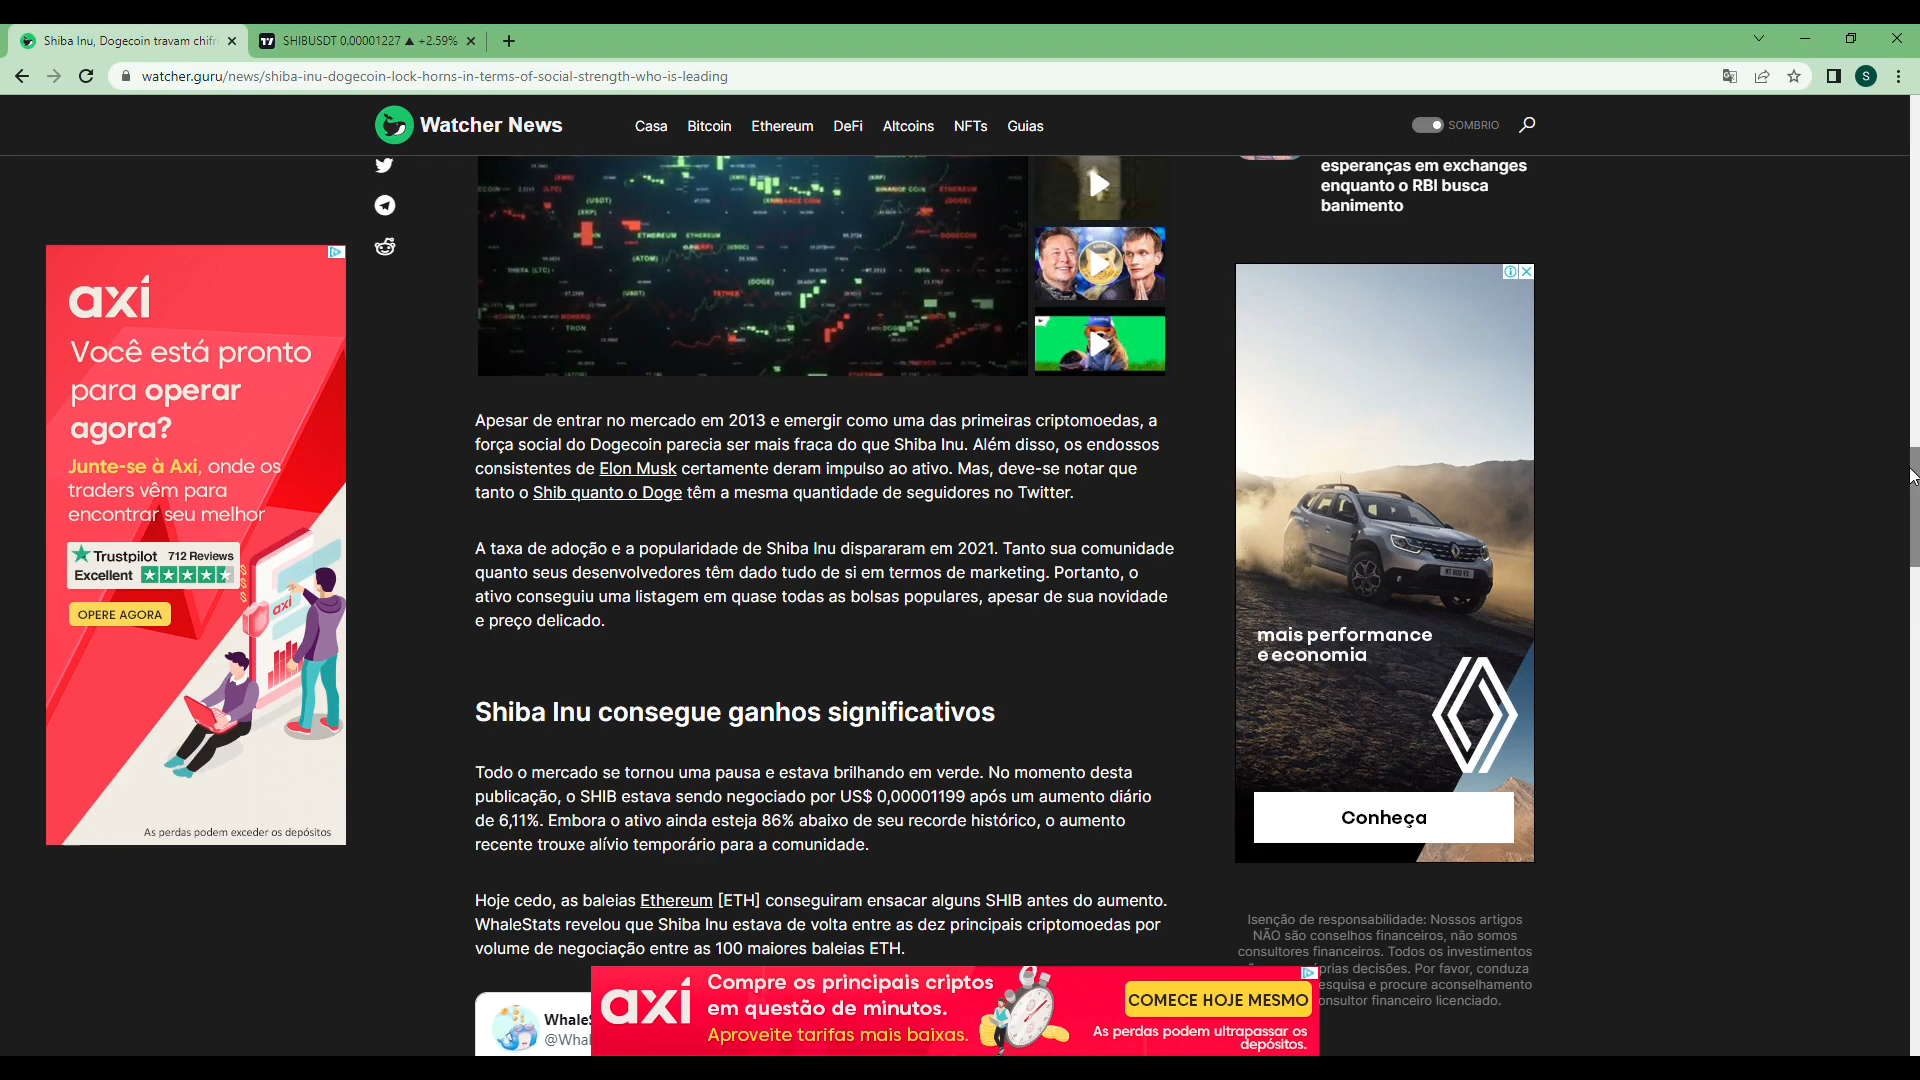 Shiba Inu, Dogecoin travam chifr
SHIBUSDT 0.00001227 ▲ +2.59%
watcher.guru/news/shiba-inu-dogecoin-lock-horns-in-terms-of-social-strength-who-is-leading
S
Watcher News
Casa Bitcoin Ethereum DeFi Altcoins NFTs Guias
SOMBRIO
esperanças em exchanges
enquanto o RBI busca
banimento
axi
Você está pronto
para operar
agora?
Junte-se à Axi, onde os
traders vêm para
encontrar seu melhor
Trustpilot 712 Reviews
Excellent
OPERE AGORA
axi
As perdas podem exceder os depósitos
(USDT)
(XRP)
ETHEREUM
(ATOM)
(USDC)
(DOGE)
TETHER
TRON
BINANCE COIN
Apesar de entrar no mercado em 2013 e emergir como uma das primeiras criptomoedas, a
força social do Dogecoin parecia ser mais fraca do que Shiba Inu. Além disso, os endossos
consistentes de Elon Musk certamente deram impulso ao ativo. Mas, deve-se notar que
tanto o Shib quanto o Doge têm a mesma quantidade de seguidores no Twitter.
A taxa de adoção e a popularidade de Shiba Inu dispararam em 2021. Tanto sua comunidade
quanto seus desenvolvedores têm dado tudo de si em termos de marketing. Portanto, o
ativo conseguiu uma listagem em quase todas as bolsas populares, apesar de sua novidade
e preço delicado.
Shiba Inu consegue ganhos significativos
Todo o mercado se tornou uma pausa e estava brilhando em verde. No momento desta
publicação, o SHIB estava sendo negociado por US$ 0,00001199 após um aumento diário
de 6,11%. Embora o ativo ainda esteja 86% abaixo de seu recorde histórico, o aumento
recente trouxe alívio temporário para a comunidade.
Hoje cedo, as baleias Ethereum [ETH] conseguiram ensacar alguns SHIB antes do aumento.
WhaleStats revelou que Shiba Inu estava de volta entre as dez principais criptomoedas por
volume de negociação entre as 100 maiores baleias ETH.
Whale
@Whal
mais performance
e economia
Conheça
Isenção de responsabilidade: Nossos artigos
NÃO são conselhos financeiros, não somos
consultores financeiros. Todos os investimentos
prias decisões. Por favor, conduza
esquisa e procure aconselhamento
onsultor financeiro licenciado.
axi
Compre os principais criptos
em questão de minutos.
Aproveite tarifas mais baixas.
COMECE HOJE MESMO
As perdas podem ultrapassar os
depósitos.